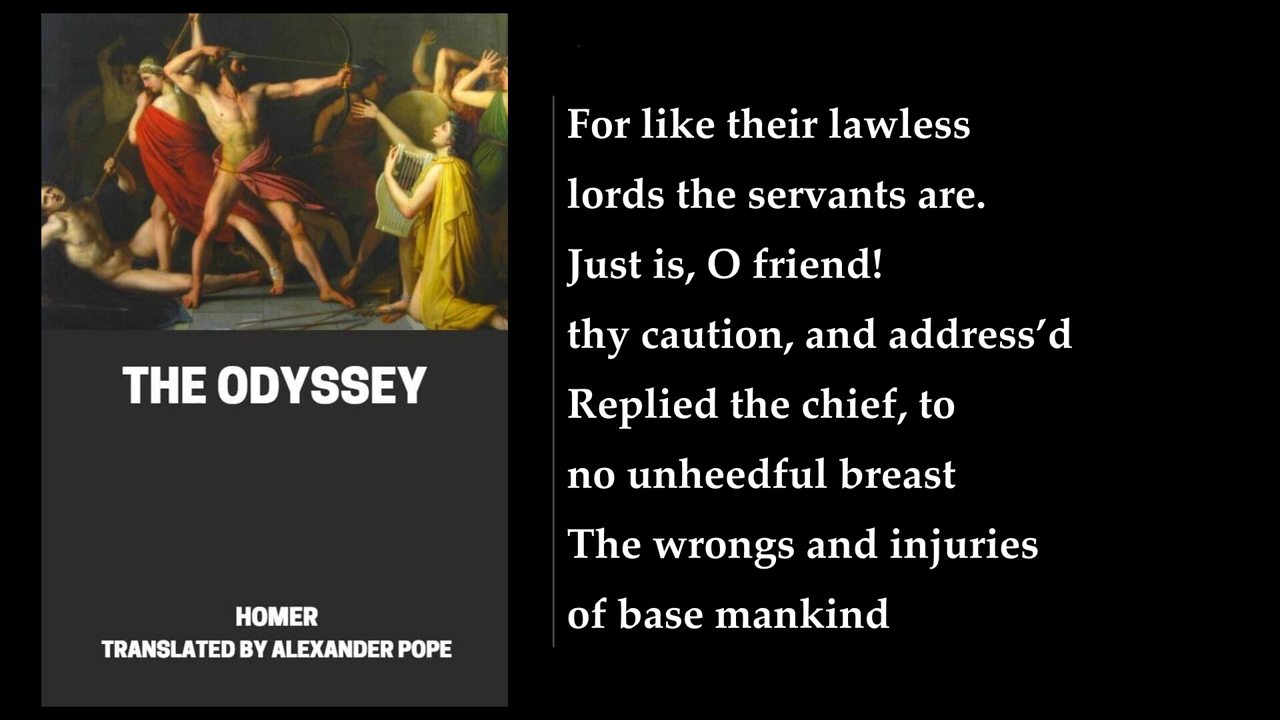 THE ODYSSEY
HOMER
TRANSLATED BY ALEXANDER POPE
For like their lawless
lords the servants are.
Just is, O friend!
thy caution, and address’d
Replied the chief, to
no unheedful breast
The wrongs and injuries
of base mankind